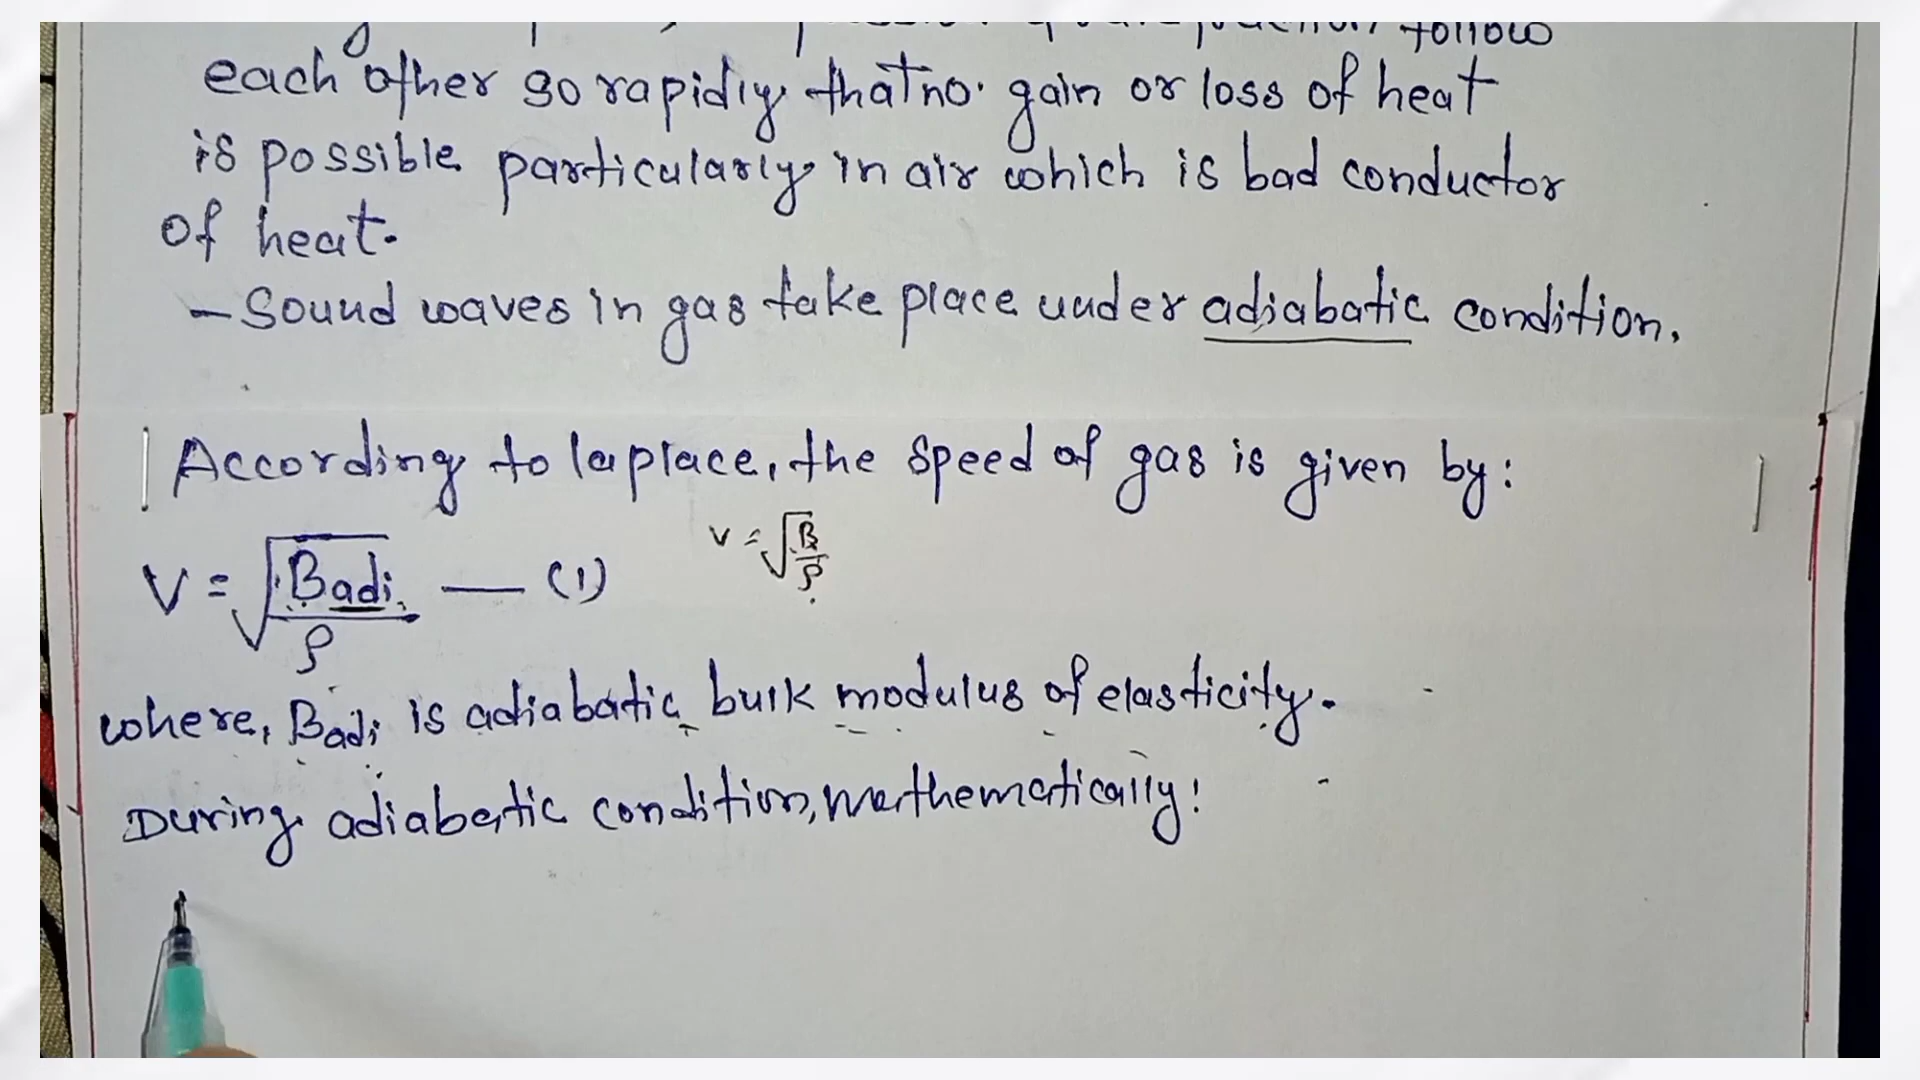 follow
each other so rapidly that no gain or loss of heat
is possible particularly in air which is bad conductor
of heat.
- Sound waves in gas take place under adiabatic condition.
According to laplace, the speed of gas is given by:
V = √(Badi/ρ) — (1)
v = √(B/ρ)
where, Badi is adiabatic bulk modulus of elasticity.
During adiabatic condition, mathematically: